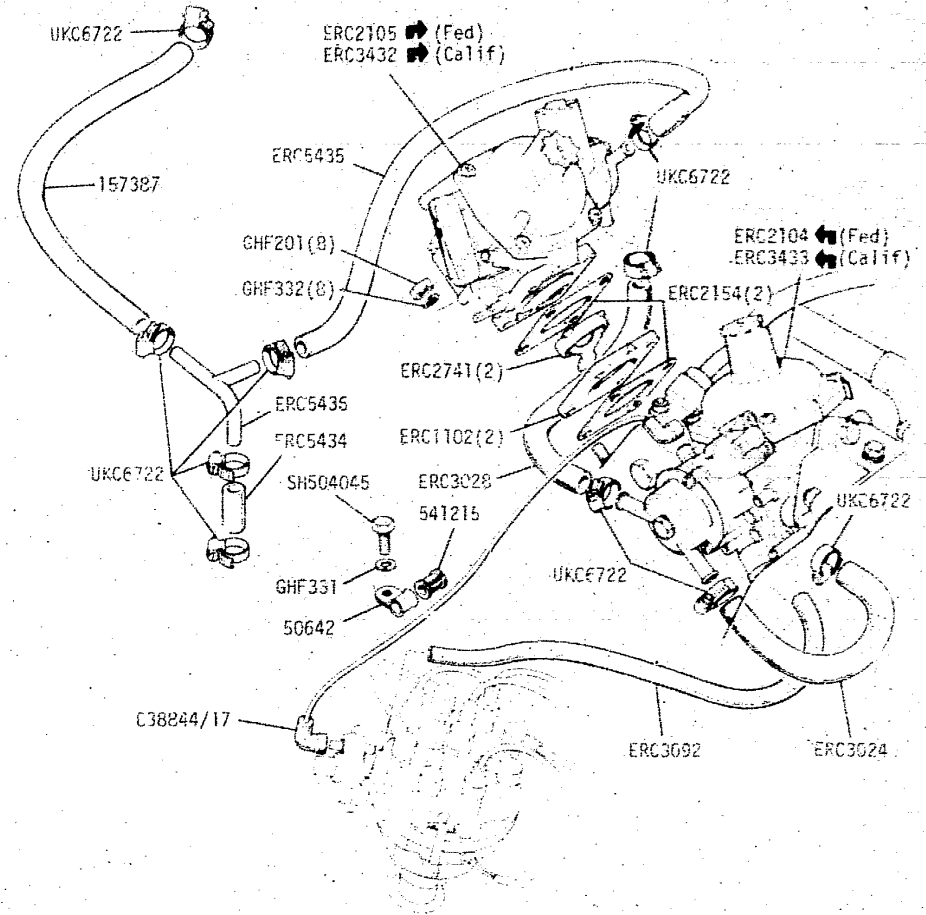 UKC6722
ERC2105 (Fed)
ERC3432 (Calif)
ERC5435
157387
UKC6722
GHF201(8)
GHF332(8)
ERC2104 (Fed)
ERC3433 (Calif)
ERC2154(2)
ERC2741(2)
ERC5435
ERC5434
ERC1102(2)
UKC6722
SH504045
ERC3028
541215
UKC6722
GHF331
UKC6722
50642
C38844/17
ERC3092
ERC3024